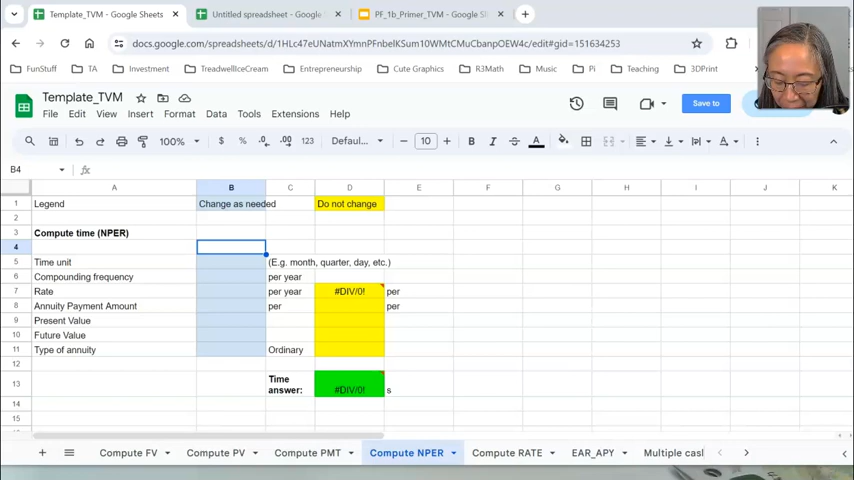 Template_TVM - Google Sheets
Untitled spreadsheet - Google S
PF_1b_Primer_TVM - Google Sl
docs.google.com/spreadsheets/d/1HLc47eUNatmXYmnPFnbelKSum10WMtCMuCbanpOEW4c/edit#gid=151634253
FunStuff TA Investment TreadwellIceCream Entrepreneurship Cute Graphics R3Math Music Pi Teaching 3DPrint
Template_TVM
File Edit View Insert Format Data Tools Extensions Help
Save to
100% $ % .0 .00 123 Defaul... 10 B I S A
B4 fx
A B C D E F G H I J K
1 Legend Change as needed Do not change
2
3 Compute time (NPER)
4
5 Time unit (E.g. month, quarter, day, etc.)
6 Compounding frequency per year
7 Rate per year #DIV/0! per
8 Annuity Payment Amount per per
9 Present Value
10 Future Value
11 Type of annuity Ordinary
12
13 Time answer: #DIV/0! s
14
15
Compute FV Compute PV Compute PMT Compute NPER Compute RATE EAR_APY Multiple casl